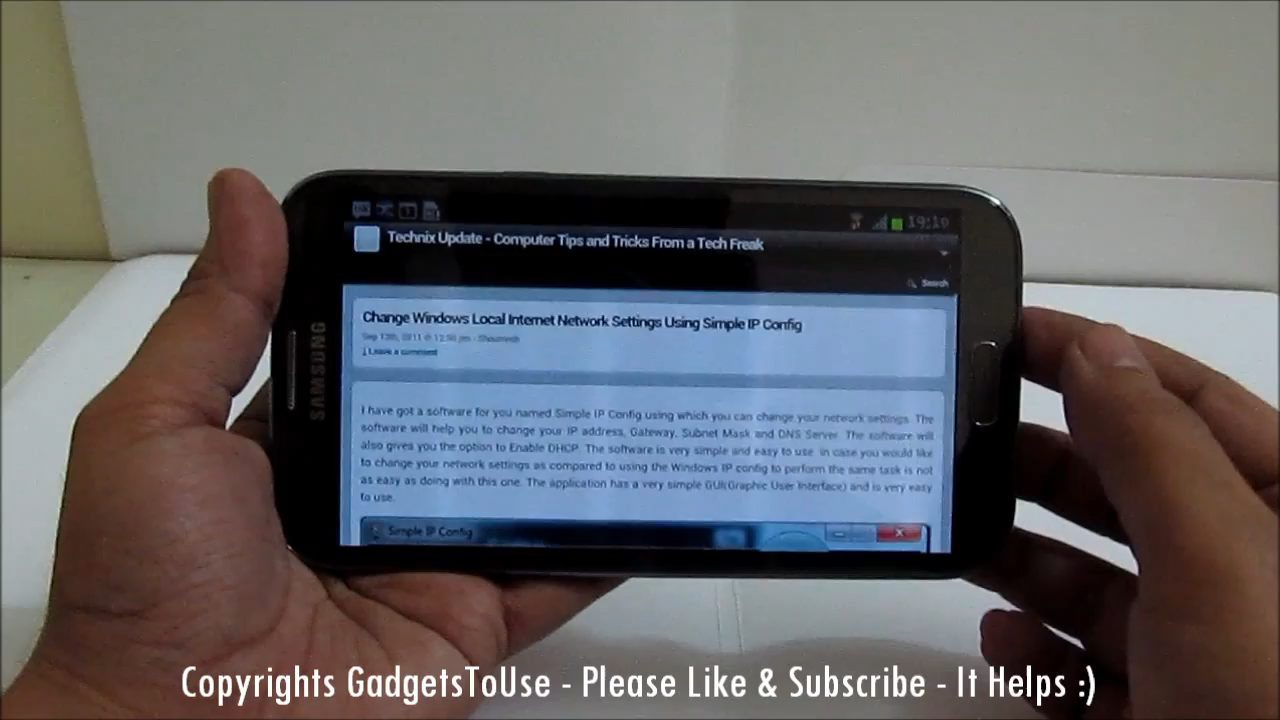 19:19
Technix Update - Computer Tips and Tricks From a Tech Freak
Search
Change Windows Local Internet Network Settings Using Simple IP Config
Sep 13th, 2011 @ 12:30 pm -
↓ Leave a comment
I have got a software for you named Simple IP Config using which you can change your network settings. The
software will help you to change your IP address, Gateway, Subnet Mask and DNS Server. The software will
also gives you the option to Enable DHCP. The software is very simple and easy to use. in case you would like
to change your network settings as compared to using the Windows IP config to perform the same task is not
as easy as doing with this one. The application has a very simple GUI(Graphic User Interface) and is very easy
to use.
Simple IP Config
SAMSUNG
Copyrights GadgetsToUse - Please Like & Subscribe - It Helps :)